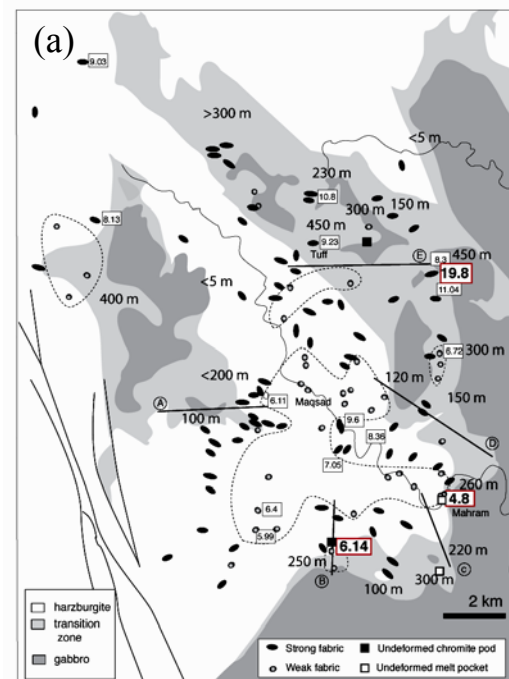 (a)
9.03
>300 m
<5 m
230 m
10.8
150 m
300 m
8.13
450 m
9.23
Tuff
E
8.3
450 m
19.8
11.04
<5 m
400 m
6.72
300 m
<200 m
120 m
6.11
Maqsad
A
100 m
150 m
9.6
8.36
D
7.05
260 m
4.8
Mahram
6.4
5.99
6.14
220 m
250 m
B
100 m
300 m
C
2 km
harzburgite
transition
zone
gabbro
Strong fabric
Weak fabric
Undeformed chromite pod
Undeformed melt pocket